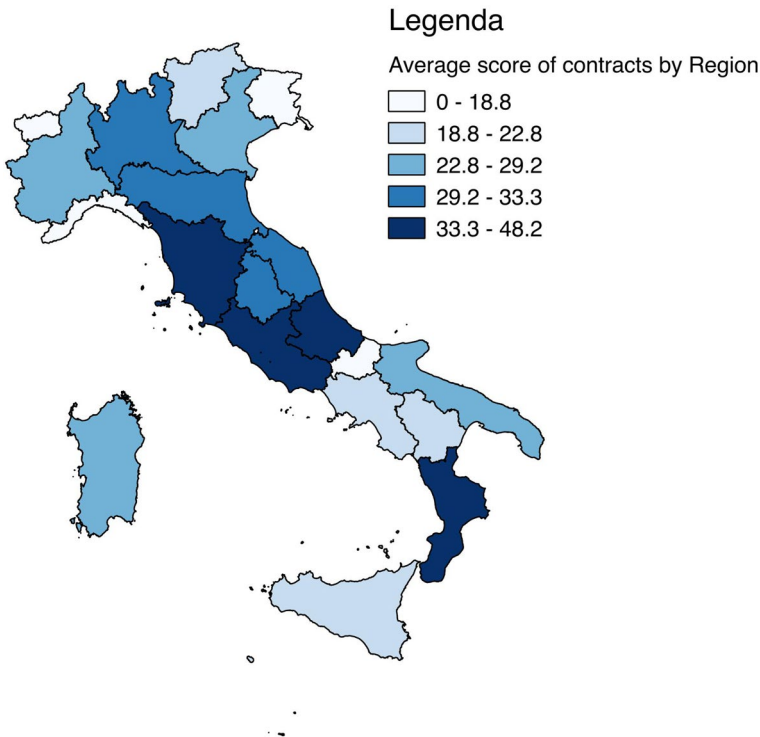 Legenda
Average score of contracts by Region
0 - 18.8
18.8 - 22.8
22.8 - 29.2
29.2 - 33.3
33.3 - 48.2